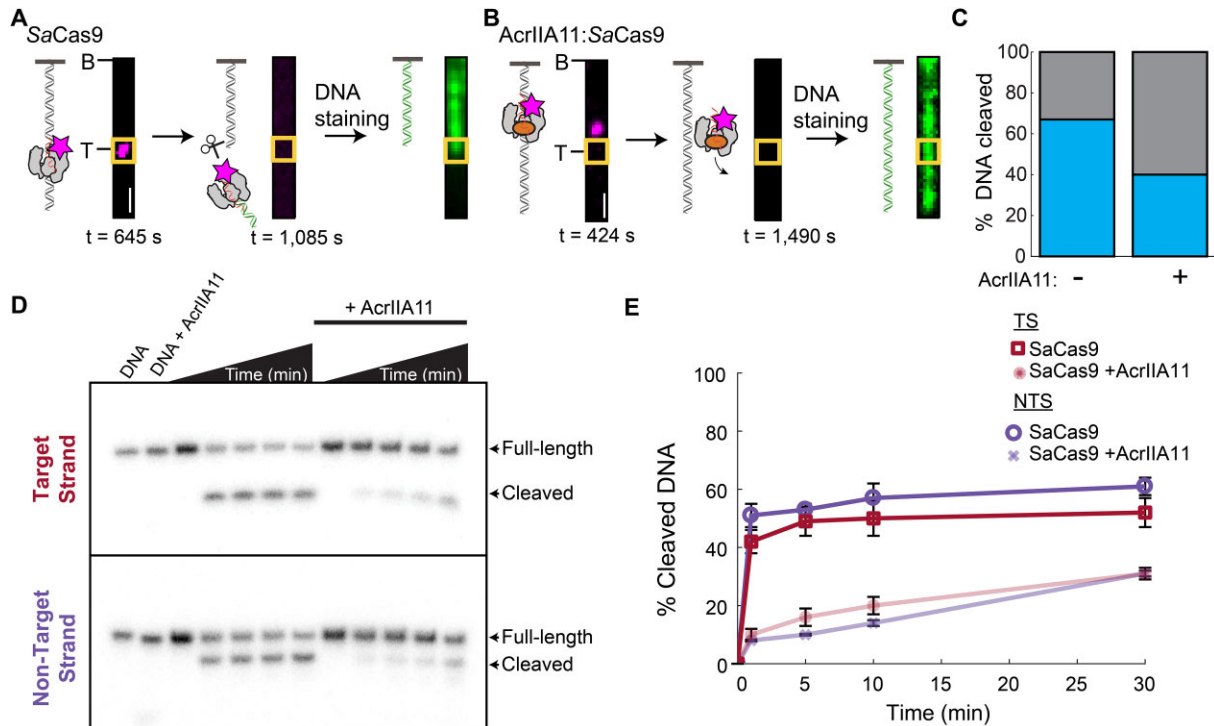 A
SaCas9
B
T
t = 645 s
t = 1,085 s
DNA
staining
B
AcrIIA11:SaCas9
B
T
t = 424 s
t = 1,490 s
DNA
staining
C
% DNA cleaved
100
80
60
40
20
0
AcrIIA11: - +
D
DNA
DNA + AcrIIA11
+ AcrIIA11
Time (min)
Time (min)
Target
Strand
Full-length
Cleaved
Non-Target
Strand
Full-length
Cleaved
E
TS
SaCas9
SaCas9 +AcrIIA11
NTS
SaCas9
SaCas9 +AcrIIA11
% Cleaved DNA
100
80
60
40
20
0
0 5 10 15 20 25 30
Time (min)